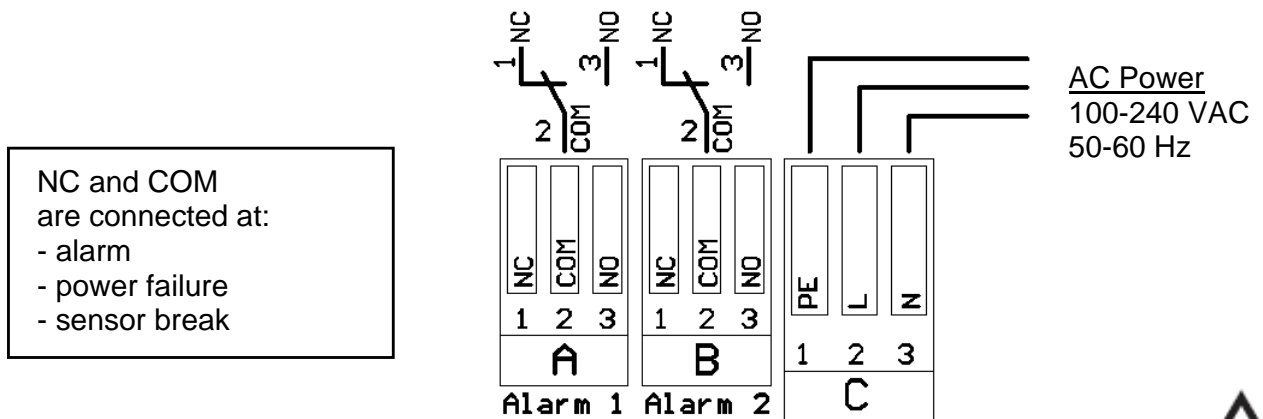 NC and COM
are connected at:
- alarm
- power failure
- sensor break
1 NC
3 NO
2 COM
1 NC
3 NO
2 COM
AC Power
100-240 VAC
50-60 Hz
NC COM NO
1 2 3
A
Alarm 1
NC COM NO
1 2 3
B
Alarm 2
PE L N
1 2 3
C